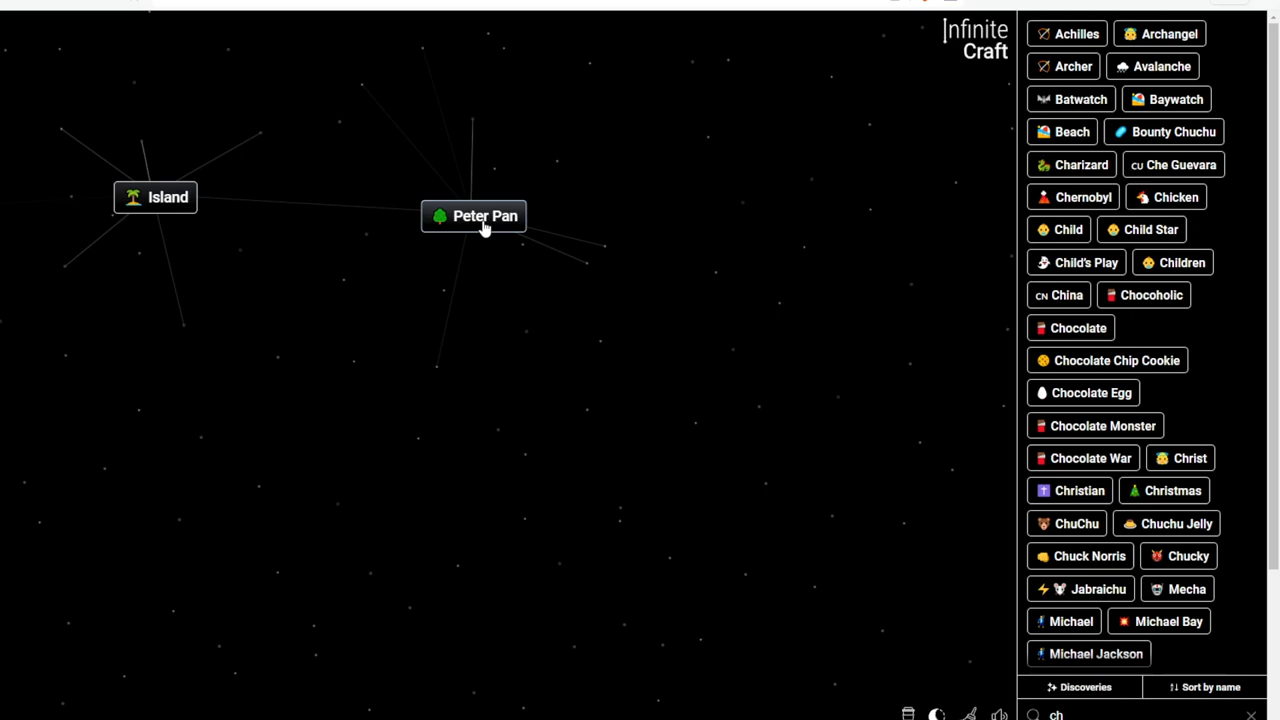 Infinite
Craft
Island
Peter Pan
Achilles
Archangel
Archer
Avalanche
Batwatch
Baywatch
Beach
Bounty Chuchu
Charizard
CU Che Guevara
Chernobyl
Chicken
Child
Child Star
Child's Play
Children
CN China
Chocoholic
Chocolate
Chocolate Chip Cookie
Chocolate Egg
Chocolate Monster
Chocolate War
Christ
Christian
Christmas
ChuChu
Chuchu Jelly
Chuck Norris
Chucky
Jabraichu
Mecha
Michael
Michael Bay
Michael Jackson
Discoveries
Sort by name
ch